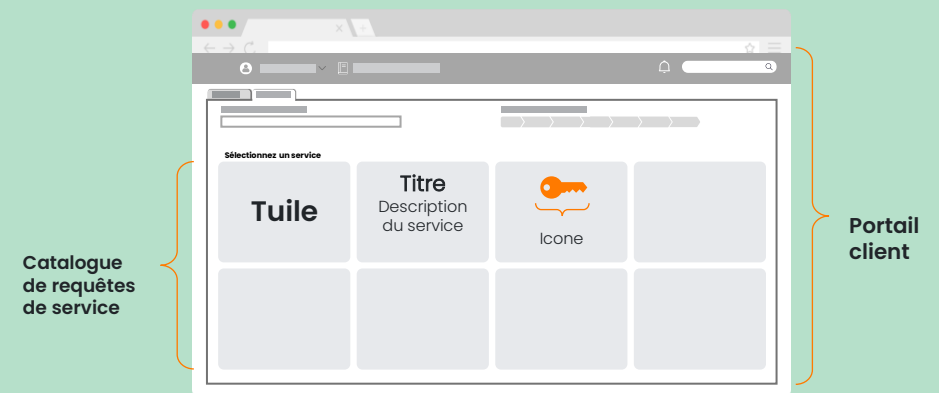 Sélectionnez un service
Tuile
Titre
Description
du service
Icone
Catalogue
de requêtes
de service
Portail
client